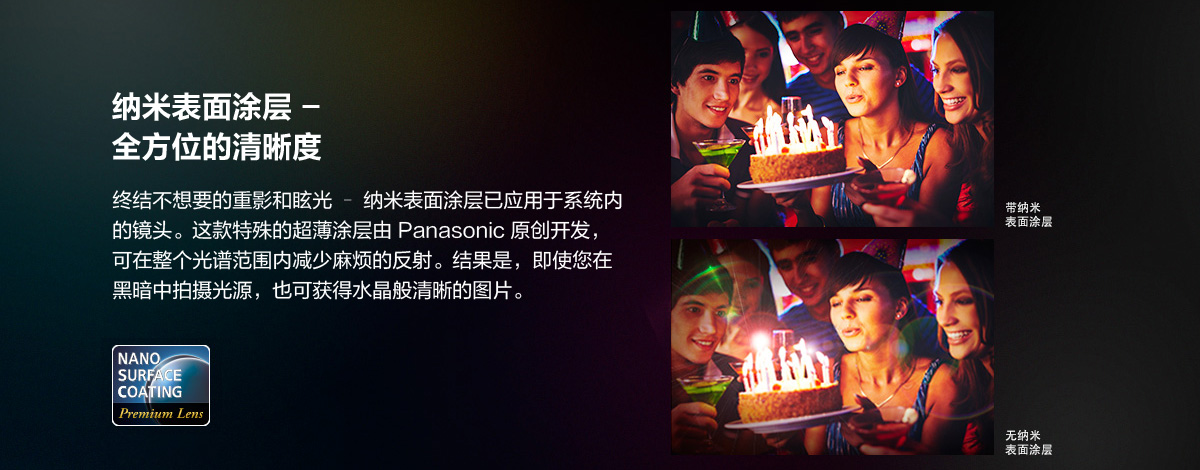 纳米表面涂层 –
全方位的清晰度
终结不想要的重影和眩光 – 纳米表面涂层已应用于系统内
的镜头。这款特殊的超薄涂层由 Panasonic 原创开发，
可在整个光谱范围内减少麻烦的反射。结果是，即使您在
黑暗中拍摄光源，也可获得水晶般清晰的图片。
NANO
SURFACE
COATING
Premium Lens
带纳米
表面涂层
无纳米
表面涂层